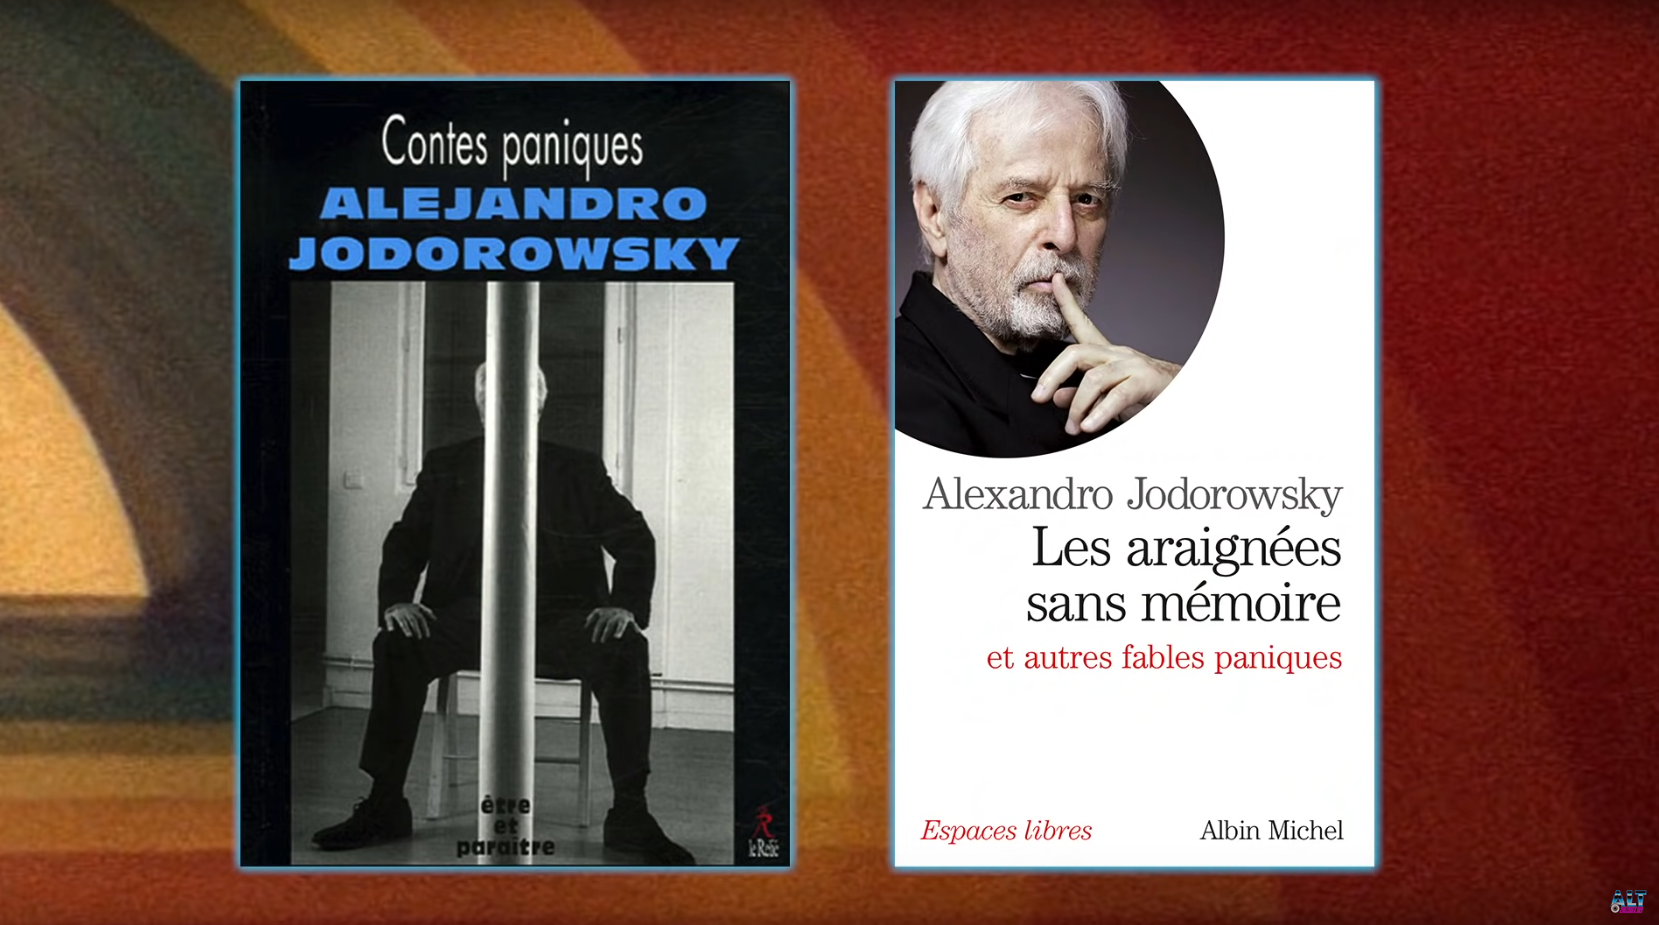 Contes paniques
ALEJANDRO
JODOROWSKY
être
et
paraître
le Relié
Alexandro Jodorowsky
Les araignées
sans mémoire
et autres fables paniques
Espaces libres
Albin Michel
ALT